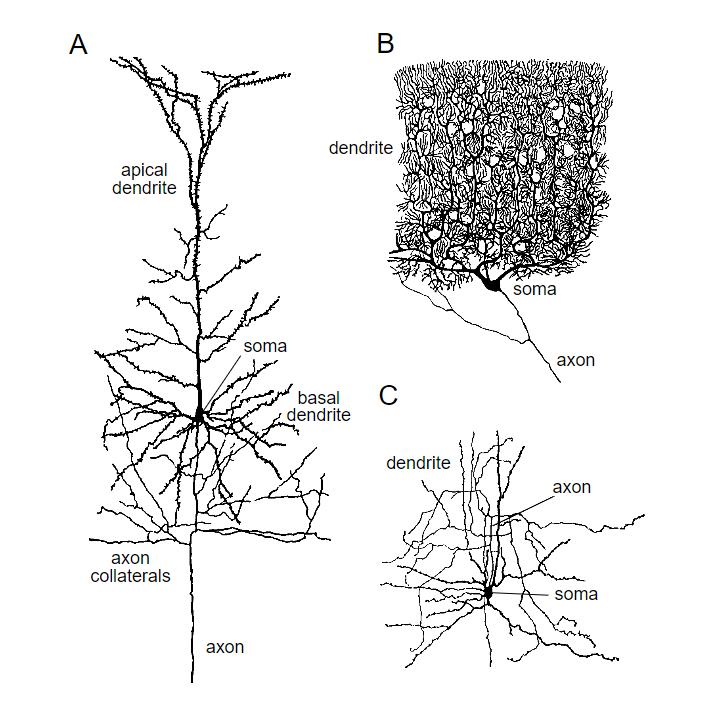 A
apical
dendrite
soma
basal
dendrite
axon
collaterals
axon
B
dendrite
soma
axon
C
dendrite
axon
soma